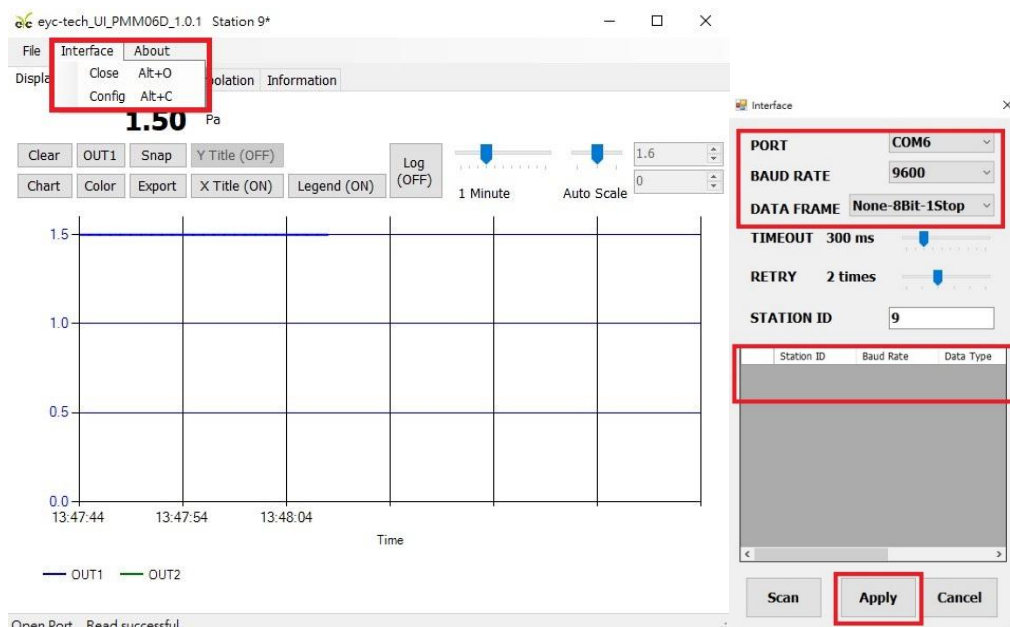 eyc-tech_UI_PMM06D_1.0.1 Station 9*
File Interface About
Close Alt+O
Config Alt+C
Information
1.50 Pa
Clear OUT1 Snap Y Title (OFF)
Chart Color Export X Title (ON) Legend (ON)
Log
(OFF)
1 Minute
Auto Scale
1.6
0
1.5
1.0
0.5
0.0
13:47:44 13:47:54 13:48:04
Time
OUT1 OUT2
Open Port Read successful
Interface
PORT COM6
BAUD RATE 9600
DATA FRAME None-8Bit-1Stop
TIMEOUT 300 ms
RETRY 2 times
STATION ID 9
Station ID Baud Rate Data Type
Scan Apply Cancel